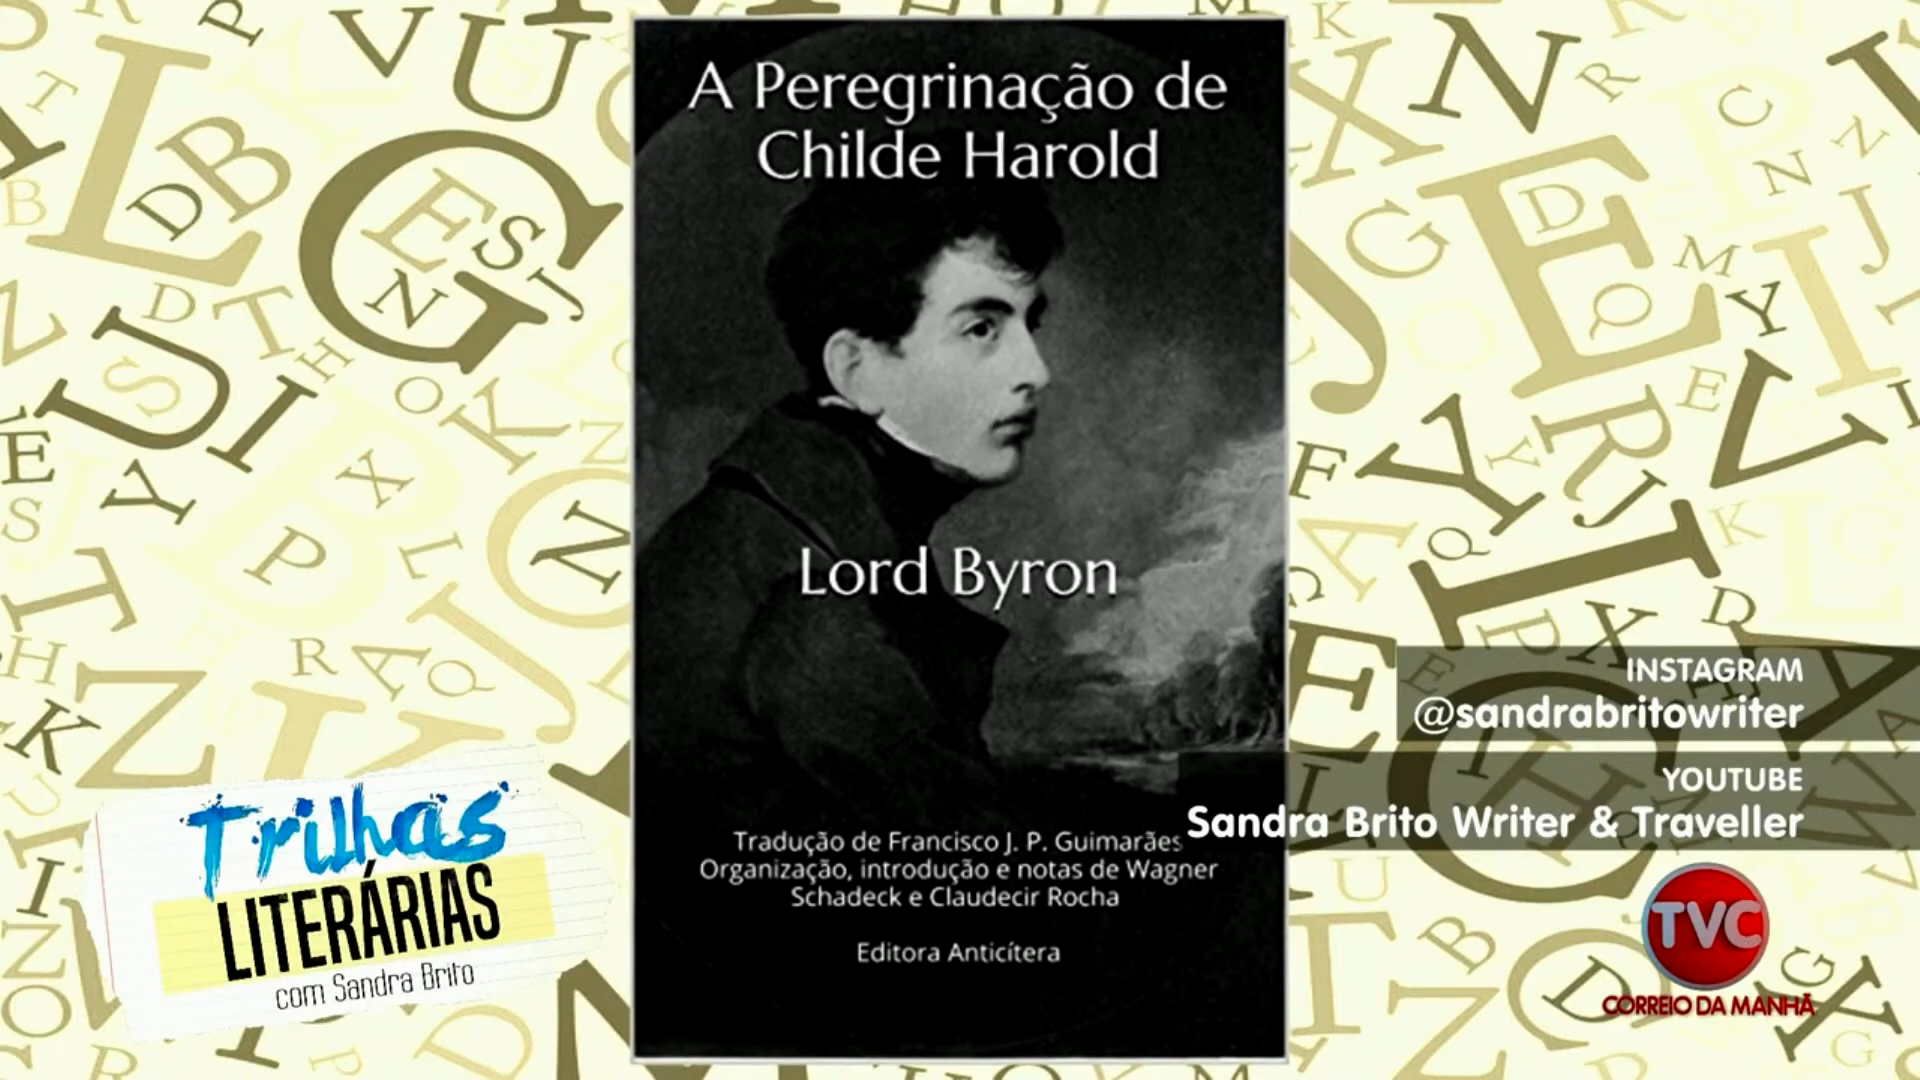 A Peregrinação de
Childe Harold
Lord Byron
Tradução de Francisco J. P. Guimarães
Organização, introdução e notas de Wagner
Schadeck e Claudecir Rocha
Editora Anticítera
INSTAGRAM
@sandrabritowriter
YOUTUBE
Sandra Brito Writer & Traveller
Trilhas
LITERÁRIAS
com Sandra Brito
TVC
CORREIO DA MANHÃ